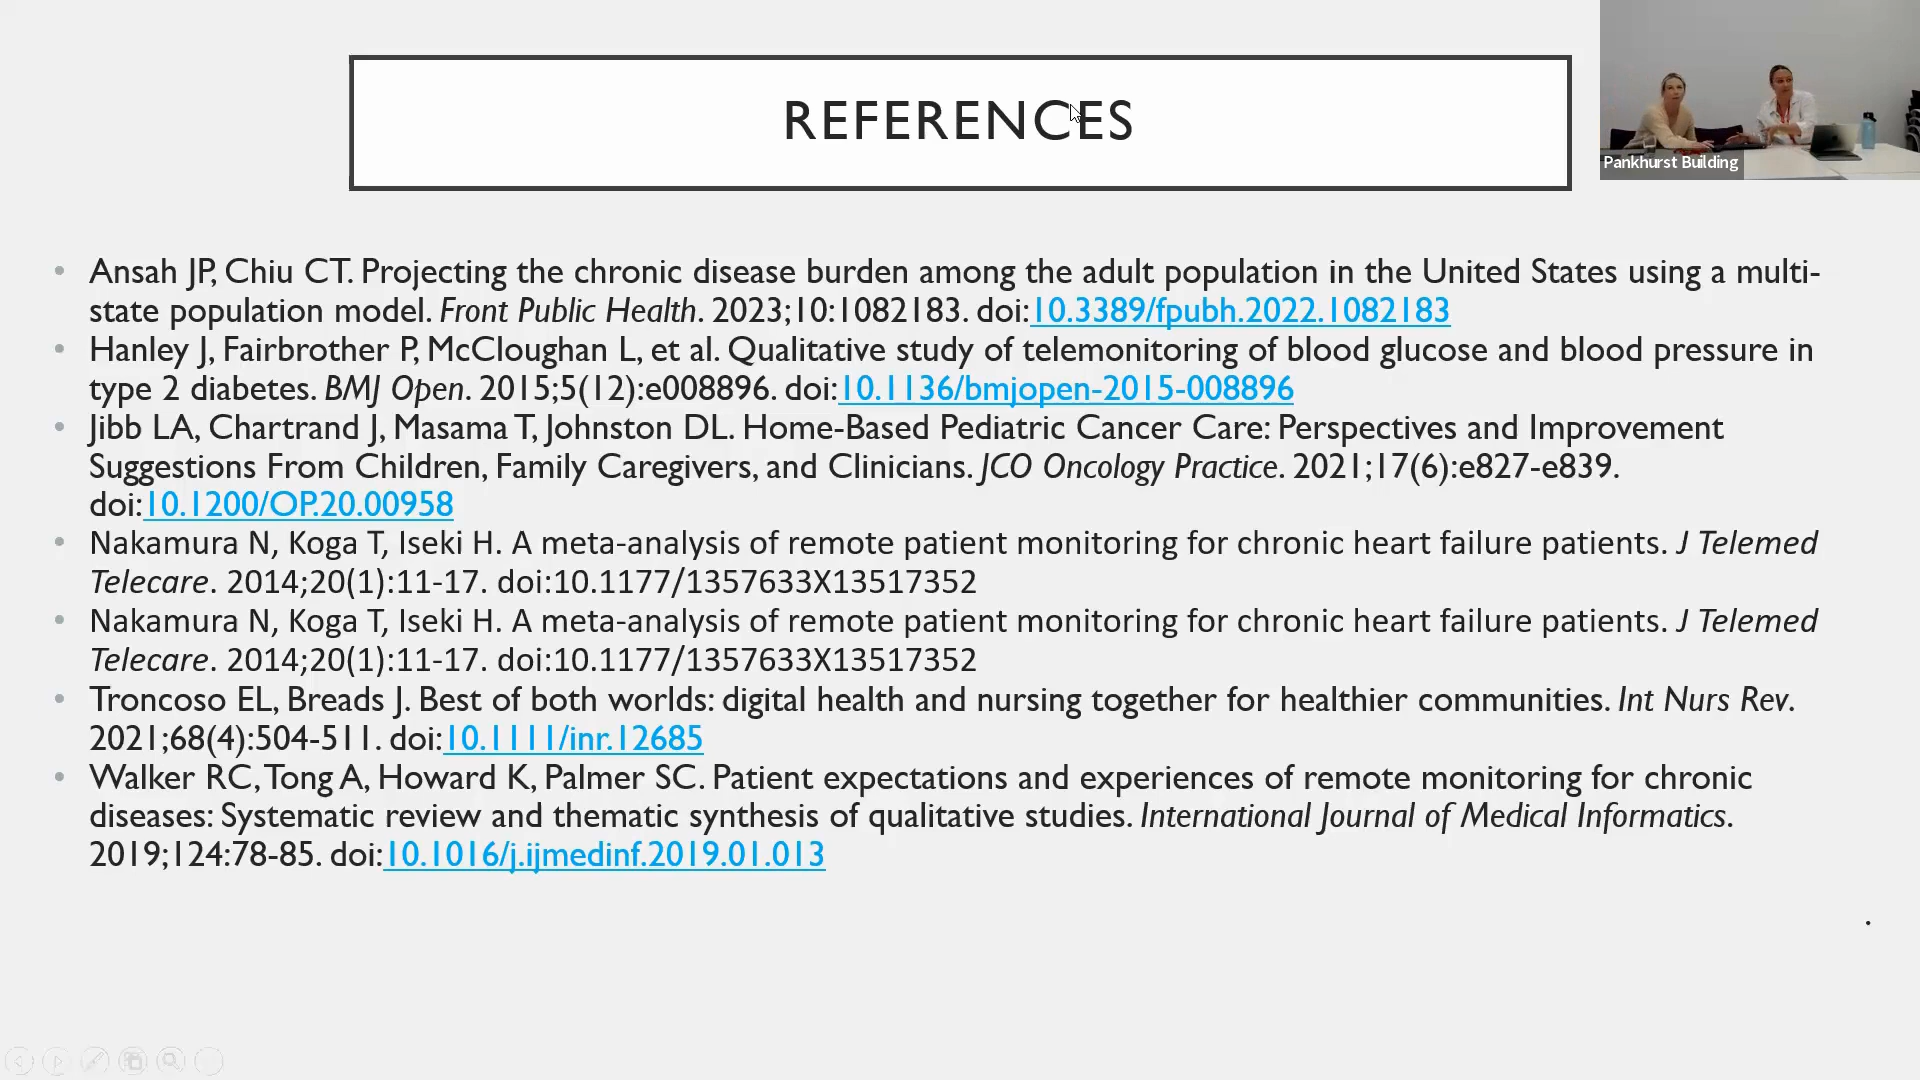 REFERENCES
Pankhurst Building
• Ansah JP, Chiu CT. Projecting the chronic disease burden among the adult population in the United States using a multi-
state population model. Front Public Health. 2023;10:1082183. doi:10.3389/fpubh.2022.1082183
• Hanley J, Fairbrother P, McCloughan L, et al. Qualitative study of telemonitoring of blood glucose and blood pressure in
type 2 diabetes. BMJ Open. 2015;5(12):e008896. doi:10.1136/bmjopen-2015-008896
• Jibb LA, Chartrand J, Masama T, Johnston DL. Home-Based Pediatric Cancer Care: Perspectives and Improvement
Suggestions From Children, Family Caregivers, and Clinicians. JCO Oncology Practice. 2021;17(6):e827-e839.
doi:10.1200/OP.20.00958
• Nakamura N, Koga T, Iseki H. A meta-analysis of remote patient monitoring for chronic heart failure patients. J Telemed
Telecare. 2014;20(1):11-17. doi:10.1177/1357633X13517352
• Nakamura N, Koga T, Iseki H. A meta-analysis of remote patient monitoring for chronic heart failure patients. J Telemed
Telecare. 2014;20(1):11-17. doi:10.1177/1357633X13517352
• Troncoso EL, Breads J. Best of both worlds: digital health and nursing together for healthier communities. Int Nurs Rev.
2021;68(4):504-511. doi:10.1111/inr.12685
• Walker RC, Tong A, Howard K, Palmer SC. Patient expectations and experiences of remote monitoring for chronic
diseases: Systematic review and thematic synthesis of qualitative studies. International Journal of Medical Informatics.
2019;124:78-85. doi:10.1016/j.ijmedinf.2019.01.013
.